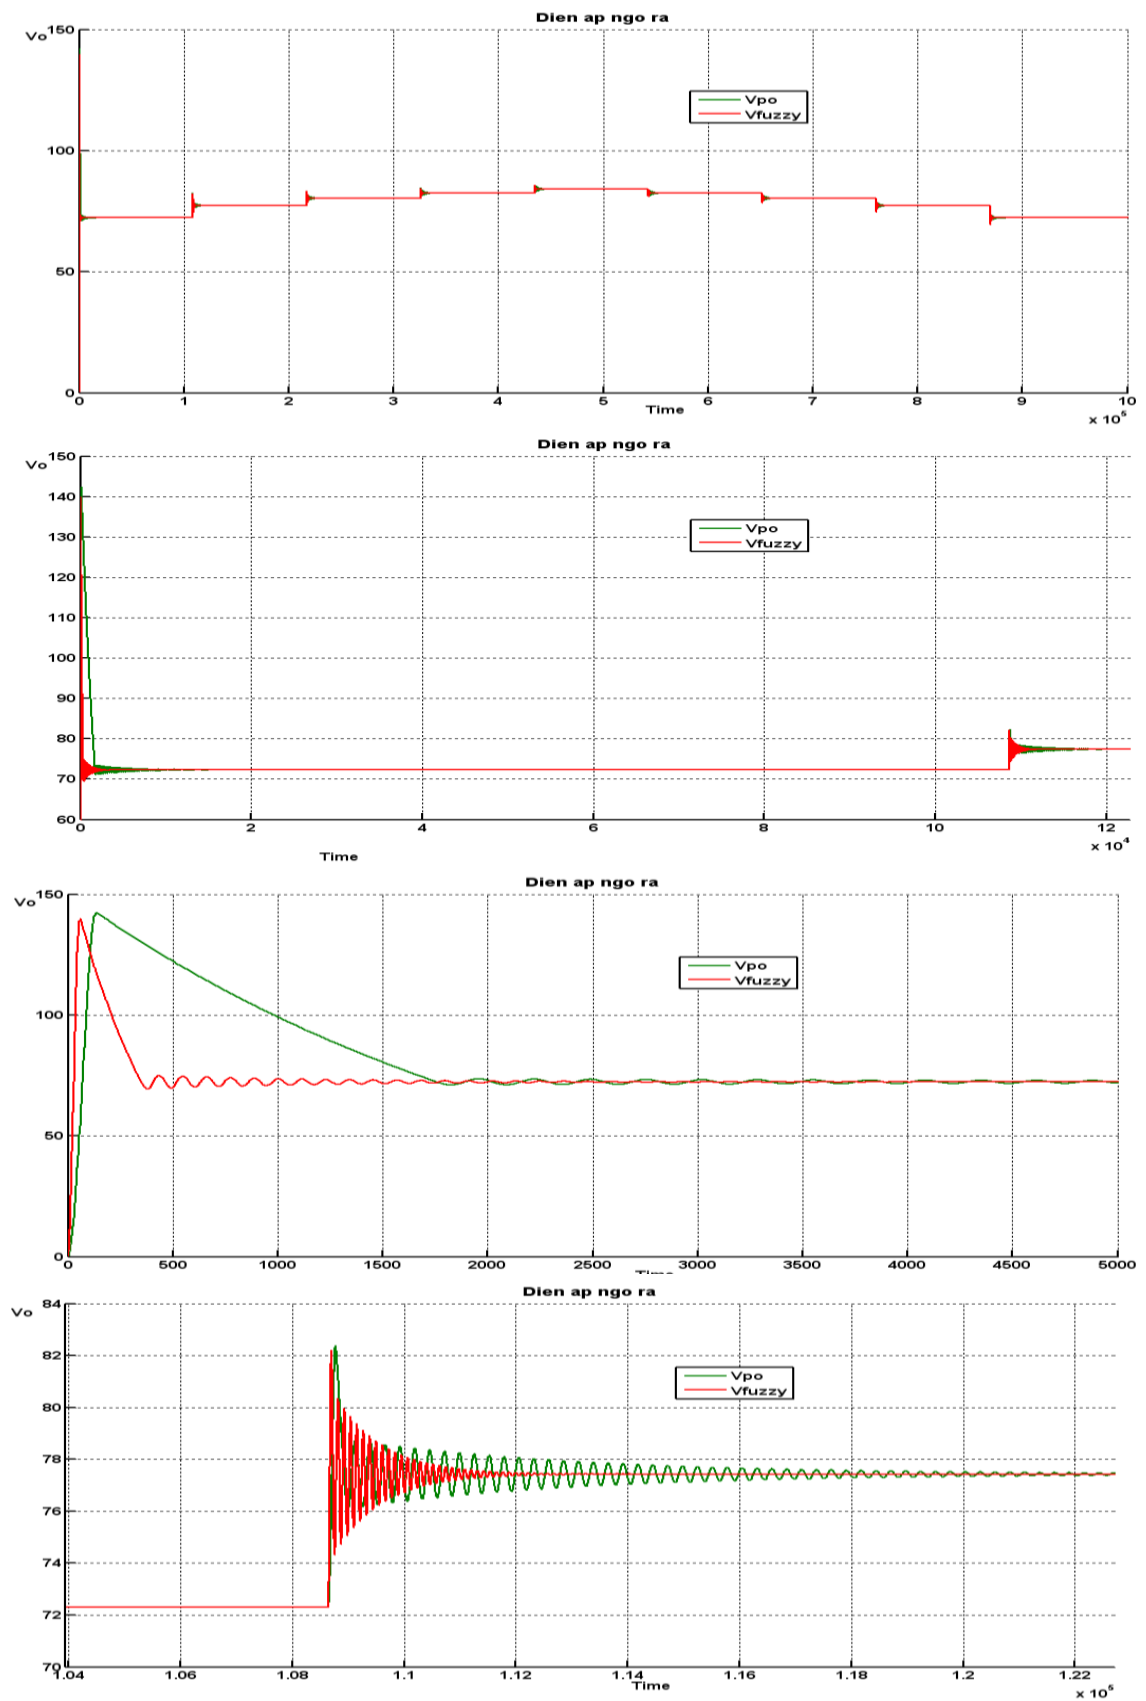 Dien ap ngo ra
Vo
150
100
50
0
Vpo
Vfuzzy
0 1 2 3 4 5 6 7 8 9 10
Time
x 10^5
Dien ap ngo ra
Vo
150
140
130
120
110
100
90
80
70
60
Vpo
Vfuzzy
0 2 4 6 8 10 12
x 10^4
Time
Dien ap ngo ra
Vo
150
100
50
0
Vpo
Vfuzzy
0 500 1000 1500 2000 2500 3000 3500 4000 4500 5000
Time
Dien ap ngo ra
Vo
84
82
80
78
76
74
72
70
Vpo
Vfuzzy
1.04 1.06 1.08 1.1 1.12 1.14 1.16 1.18 1.2 1.22
Time
x 10^5